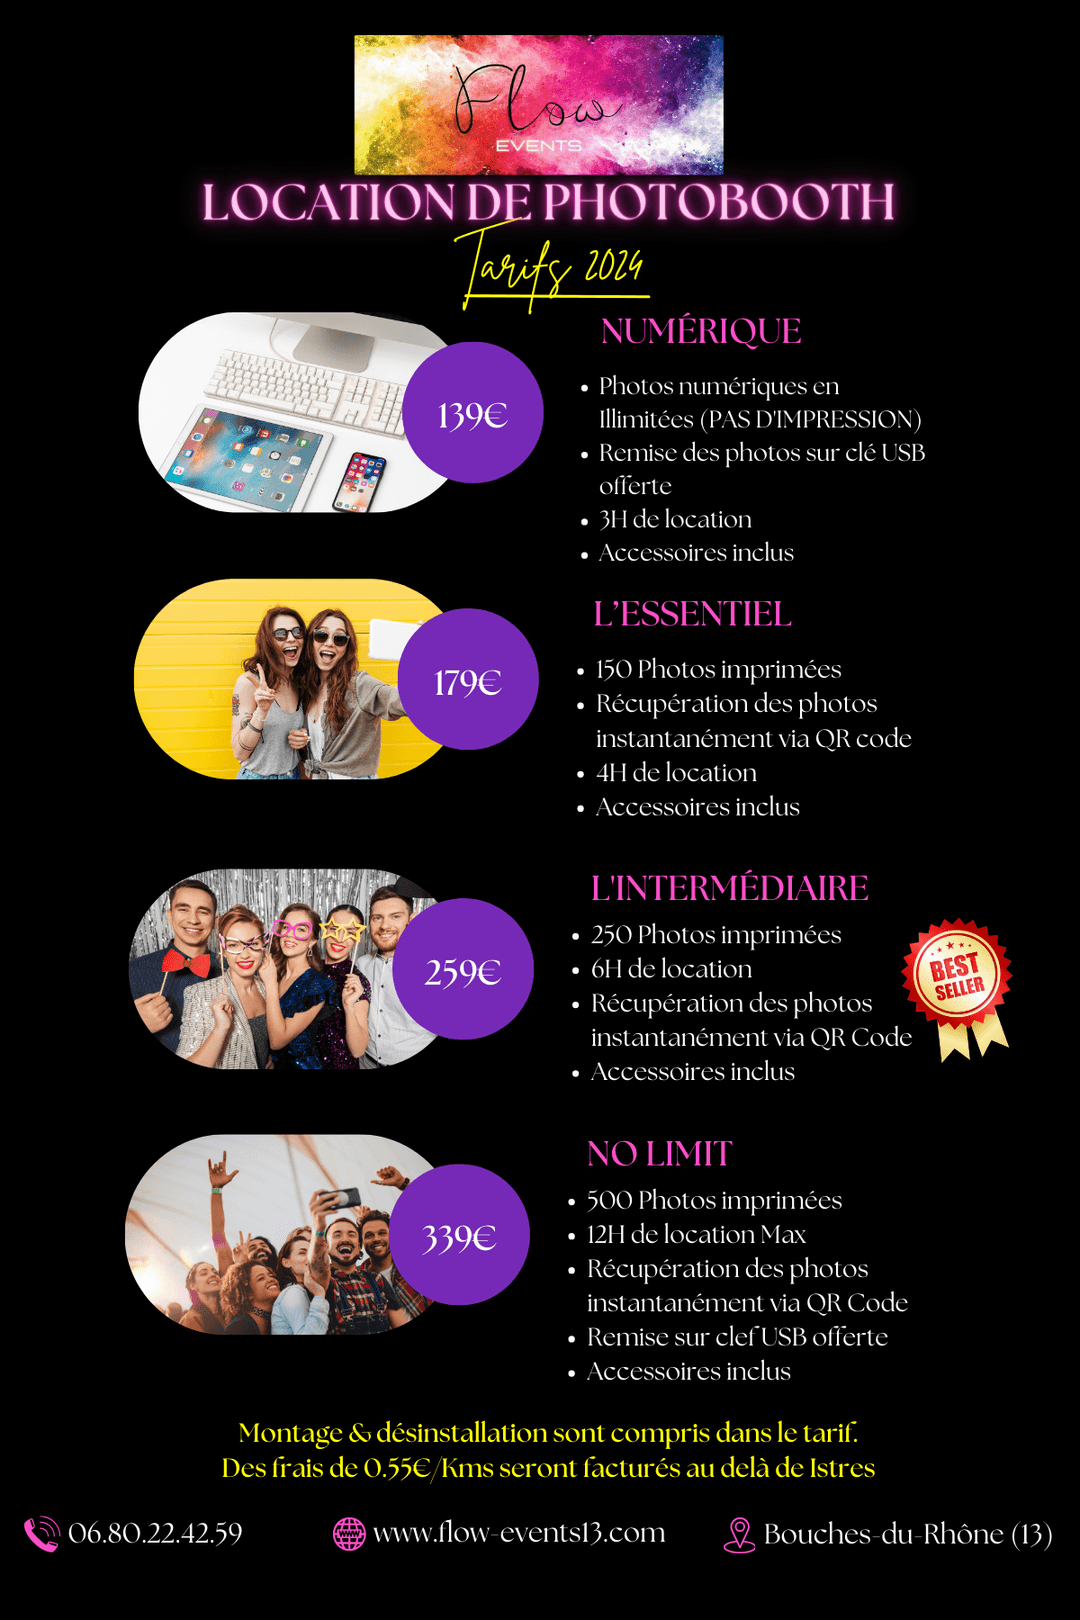 Flow
EVENTS
LOCATION DE PHOTOBOOTH
Tarifs 2024
NUMÉRIQUE
139€
Photos numériques en
Illimitées (PAS D'IMPRESSION)
Remise des photos sur clé USB
offerte
3H de location
Accessoires inclus
L'ESSENTIEL
179€
150 Photos imprimées
Récupération des photos
instantanément via QR code
4H de location
Accessoires inclus
L'INTERMÉDIAIRE
259€
250 Photos imprimées
6H de location
Récupération des photos
instantanément via QR Code
Accessoires inclus
BEST
SELLER
NO LIMIT
339€
500 Photos imprimées
12H de location Max
Récupération des photos
instantanément via QR Code
Remise sur clef USB offerte
Accessoires inclus
Montage & désinstallation sont compris dans le tarif.
Des frais de 0.55€/Kms seront facturés au delà de Istres
06.80.22.42.59
www.flow-events13.com
Bouches-du-Rhône (13)